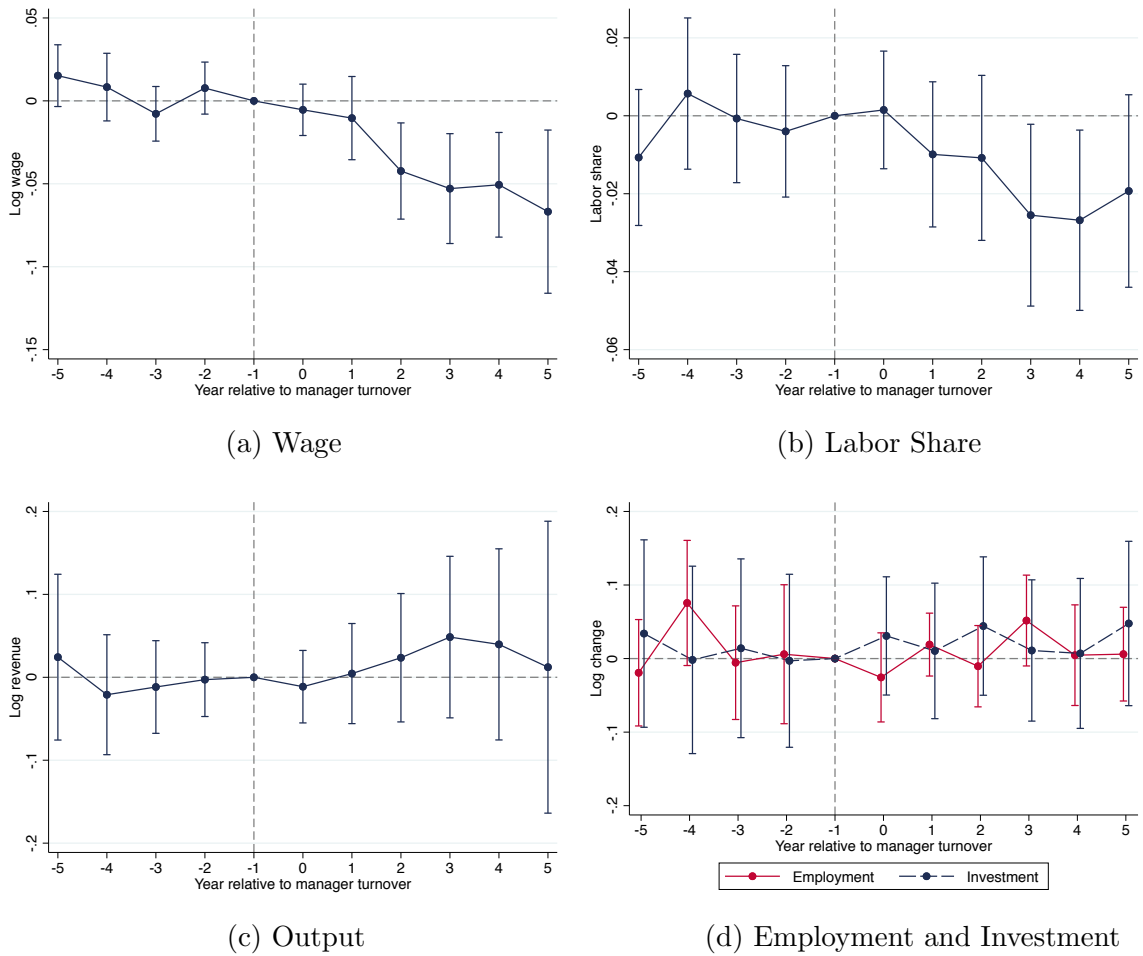 .05
0
-.05
-.1
-.15
Log wage
-5 -4 -3 -2 -1 0 1 2 3 4 5
Year relative to manager turnover
(a) Wage
.02
0
-.02
-.04
-.06
Labor share
-5 -4 -3 -2 -1 0 1 2 3 4 5
Year relative to manager turnover
(b) Labor Share
.2
.1
0
-.1
-.2
Log revenue
-5 -4 -3 -2 -1 0 1 2 3 4 5
Year relative to manager turnover
(c) Output
.2
.1
0
-.1
-.2
Log change
-5 -4 -3 -2 -1 0 1 2 3 4 5
Year relative to manager turnover
Employment Investment
(d) Employment and Investment